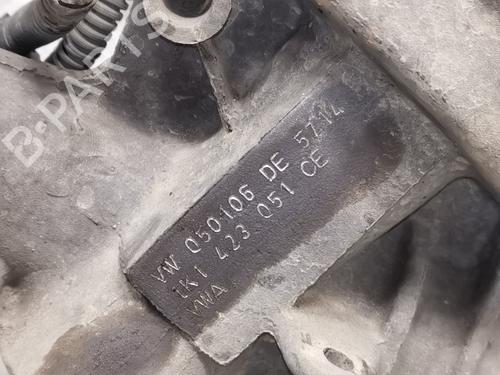 B-PARTS
VW 050106 DE 5714
1K1 423 051 CE
VWA